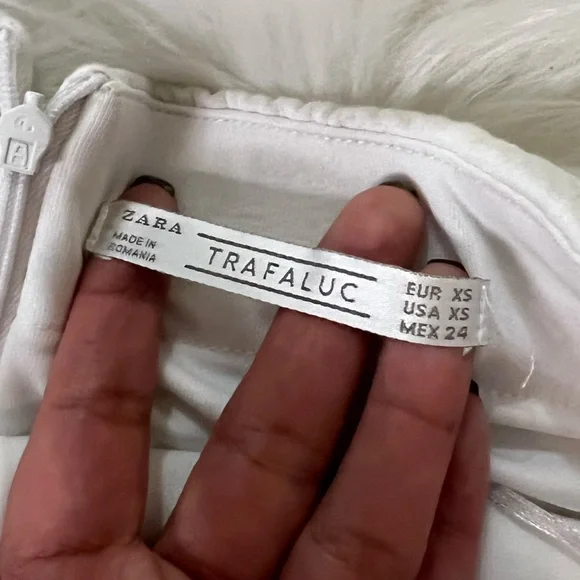 ZARA
MADE IN
ROMANIA
TRAFALUC
EUR XS
USA XS
MEX 24